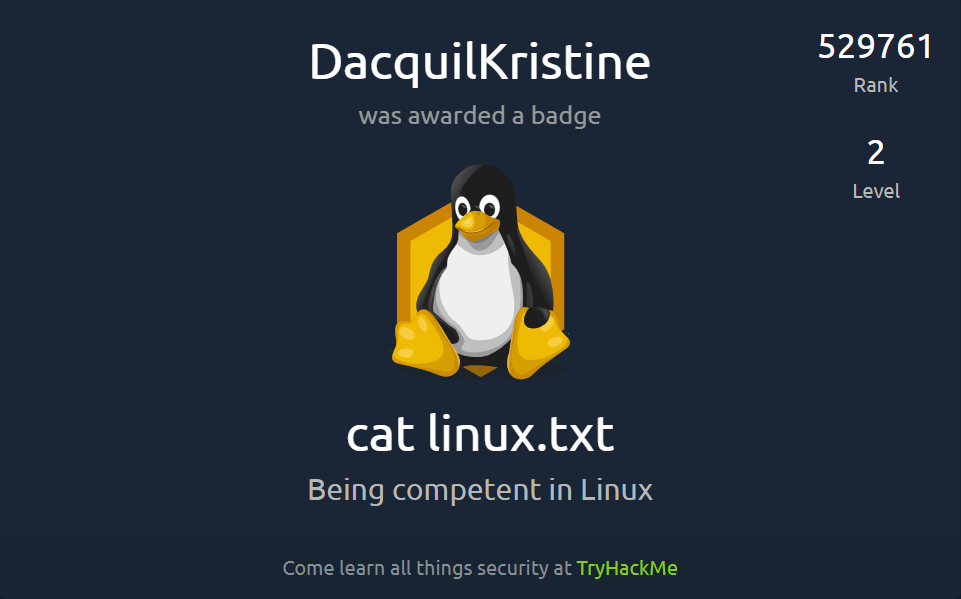 DacquilKristine
was awarded a badge
529761
Rank
2
Level
cat linux.txt
Being competent in Linux
Come learn all things security at TryHackMe